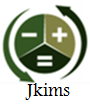 − +
=
Jkims